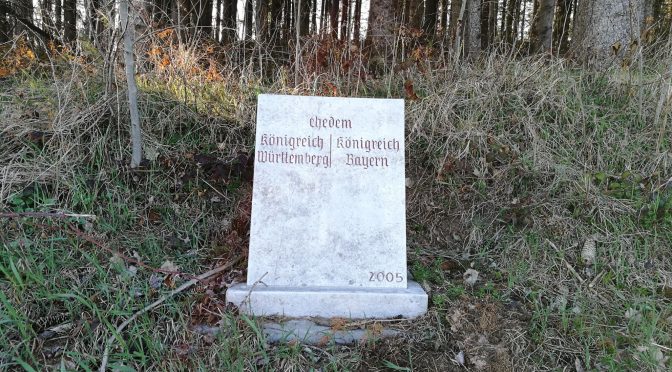 ehedem
Königreich | Königreich
Württemberg | Bayern
2005